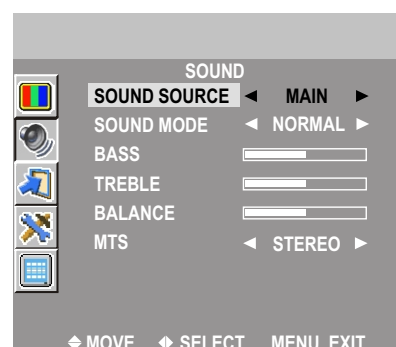 SOUND
SOUND SOURCE ◄ MAIN ►
SOUND MODE ◄ NORMAL ►
BASS
TREBLE
BALANCE
MTS ◄ STEREO ►
MOVE SELECT MENU EXIT